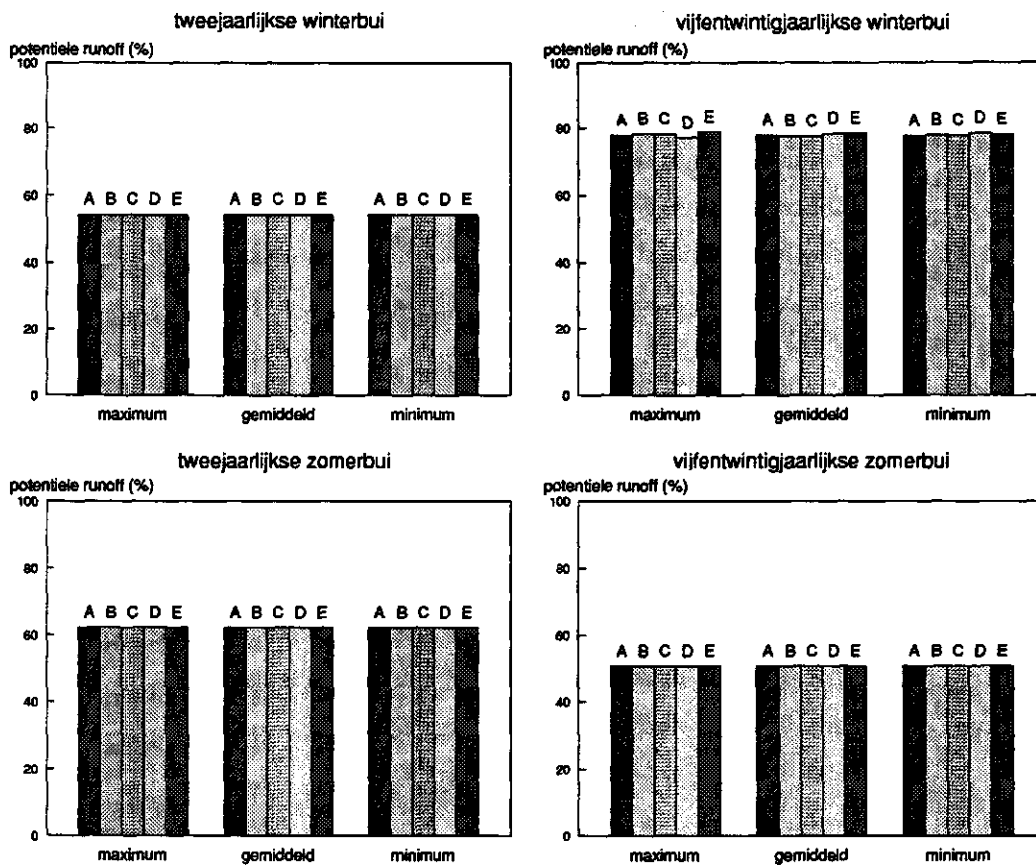 tweejaarlijkse winterbui
potentiele runoff (%)
100
80
60
40
20
0
A B C D E
A B C D E
A B C D E
maximum
gemiddeld
minimum
vijfentwintigjaarlijkse winterbui
potentiele runoff (%)
100
80
60
40
20
0
A B C D E
A B C D E
A B C D E
maximum
gemiddeld
minimum
tweejaarlijkse zomerbui
potentiele runoff (%)
100
80
60
40
20
0
A B C D E
A B C D E
A B C D E
maximum
gemiddeld
minimum
vijfentwintigjaarlijkse zomerbui
potentiele runoff (%)
100
80
60
40
20
0
A B C D E
A B C D E
A B C D E
maximum
gemiddeld
minimum